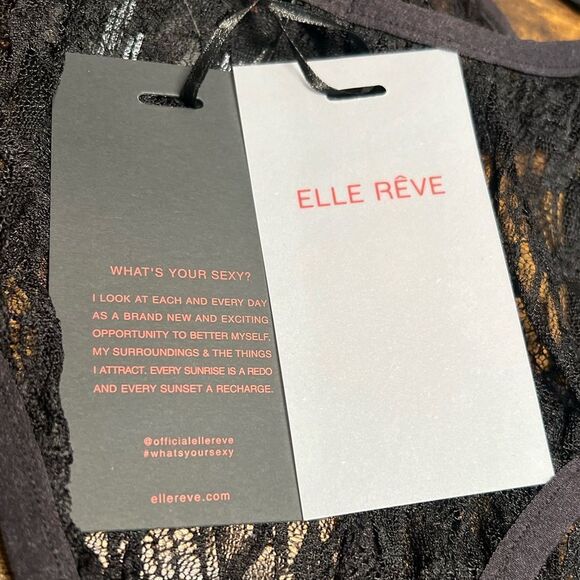 WHAT'S YOUR SEXY?
I LOOK AT EACH AND EVERY DAY
AS A BRAND NEW AND EXCITING
OPPORTUNITY TO BETTER MYSELF,
MY SURROUNDINGS & THE THINGS
I ATTRACT. EVERY SUNRISE IS A REDO
AND EVERY SUNSET A RECHARGE.
@officialellereve
#whatsyoursexy
ellereve.com
ELLE RÊVE